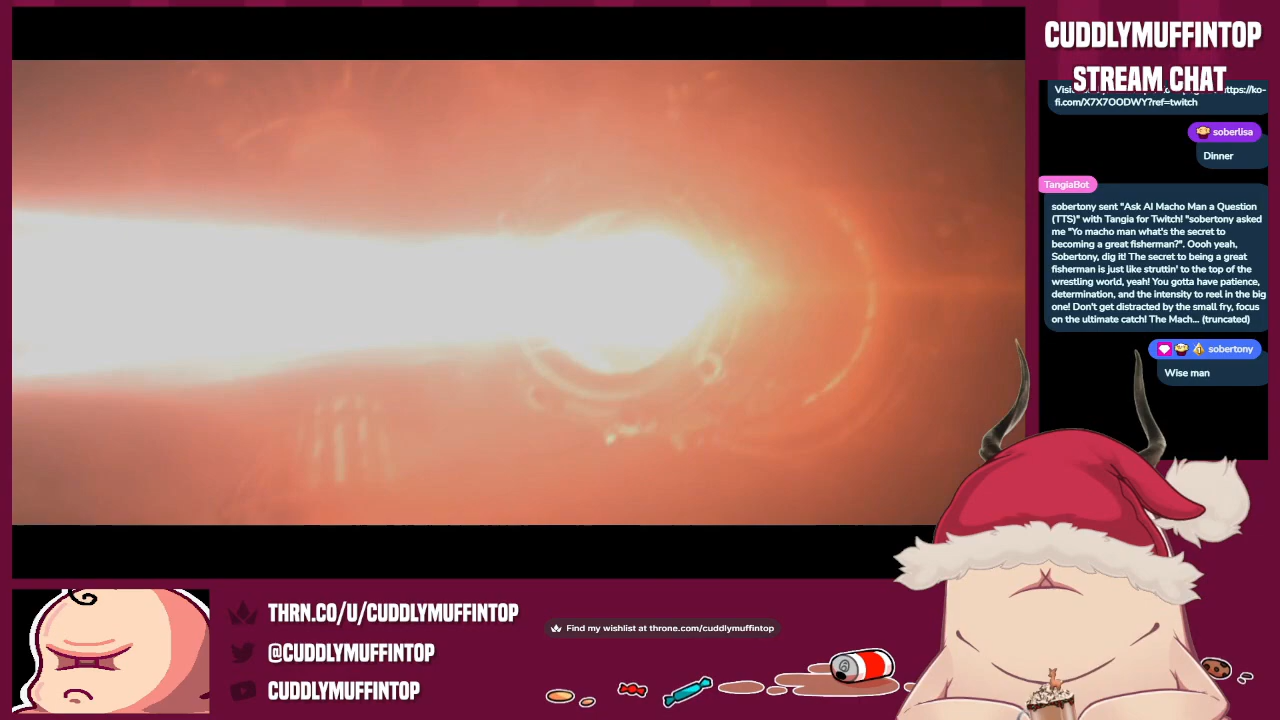 CUDDLYMUFFINTOP
STREAM CHAT
fi.com/X7X7OODWY?ref=twitch
soberlisa
Dinner
TangiaBot
sobertony sent "Ask AI Macho Man a Question
(TTS)" with Tangia for Twitch! "sobertony asked
me "Yo macho man what's the secret to
becoming a great fisherman?". Oooh yeah,
Sobertony, dig it! The secret to being a great
fisherman is just like struttin' to the top of the
wrestling world, yeah! You gotta have patience,
determination, and the intensity to reel in the big
one! Don't get distracted by the small fry, focus
on the ultimate catch! The Mach... (truncated)
sobertony
Wise man
THRN.CO/U/CUDDLYMUFFINTOP
@CUDDLYMUFFINTOP
CUDDLYMUFFINTOP
Find my wishlist at throne.com/cuddlymuffintop